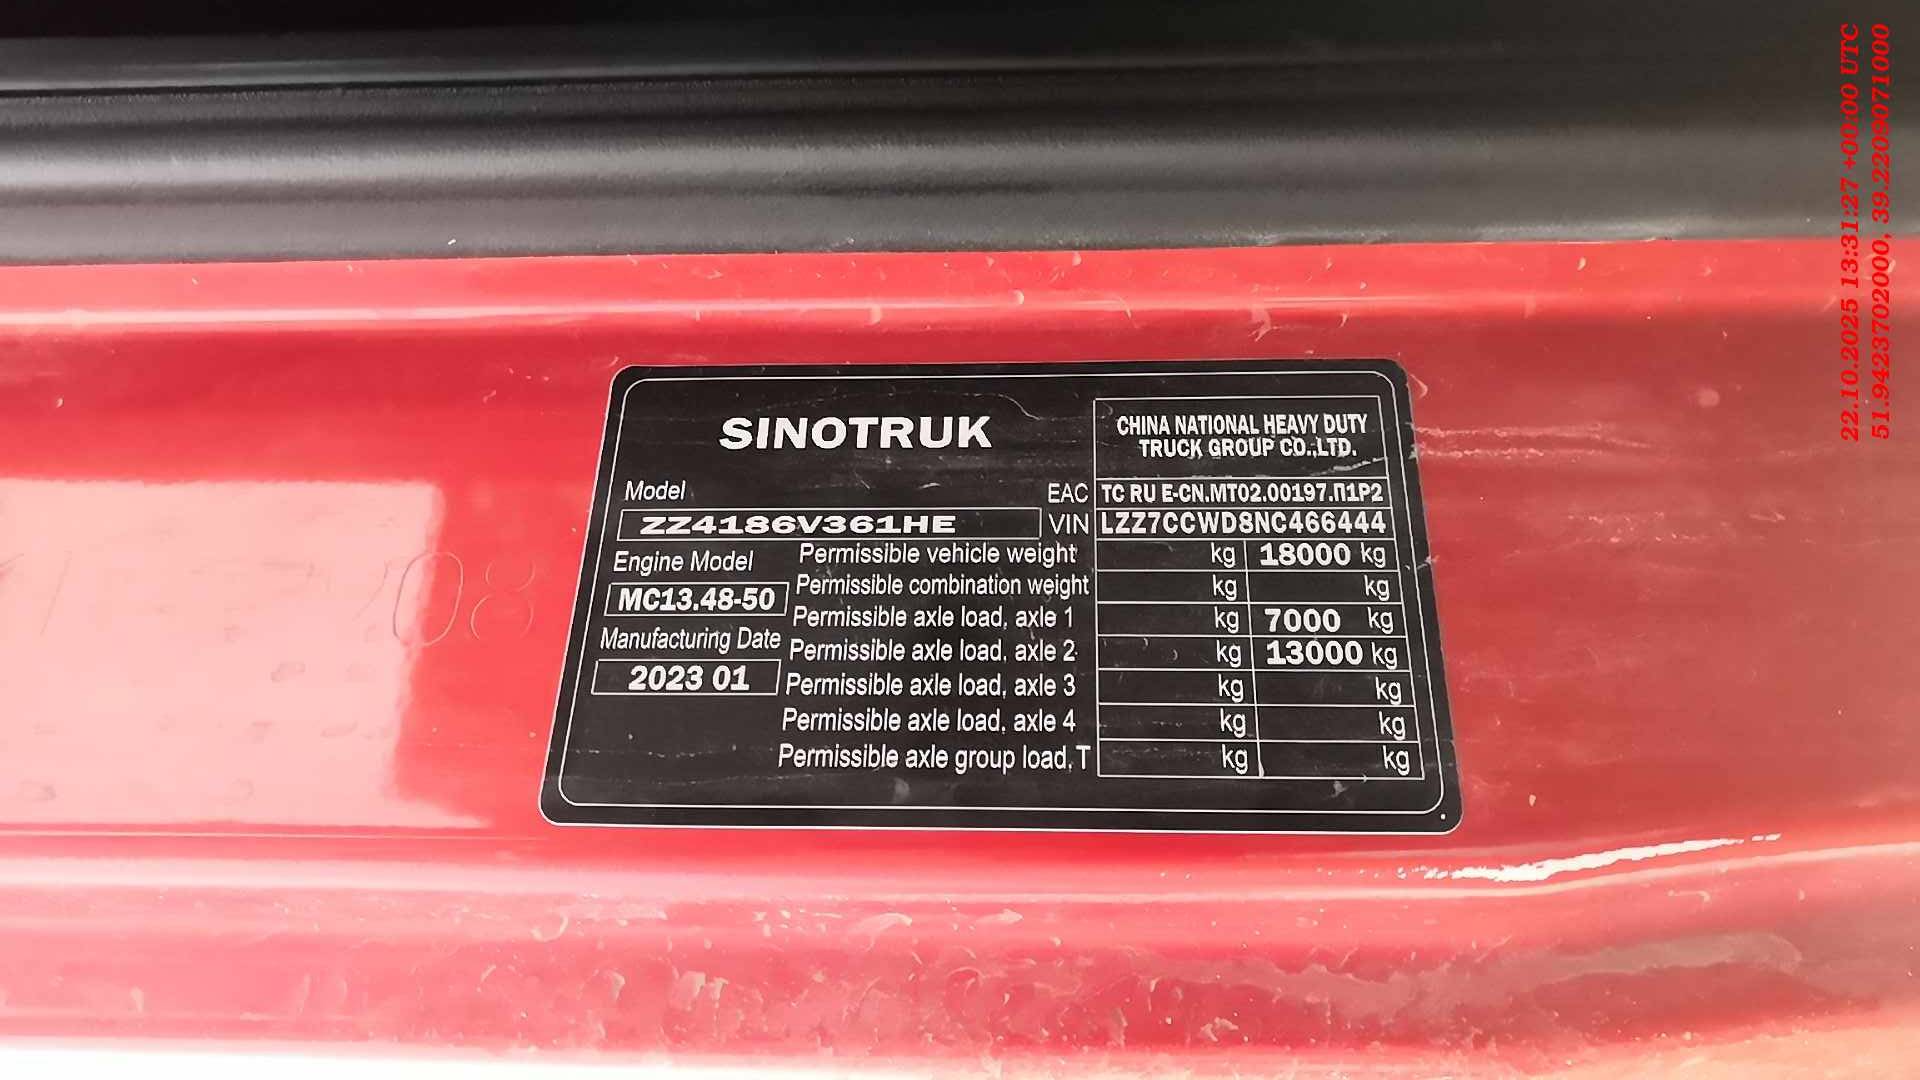 SINOTRUK
CHINA NATIONAL HEAVY DUTY
TRUCK GROUP CO.,LTD.
Model
EAC TC RU E-CN.MT02.00197.П1P2
ZZ4186V361HE VIN LZZ7CCWD8NC466444
Engine Model Permissible vehicle weight kg 18000 kg
MC13.48-50 Permissible combination weight kg kg
Permissible axle load, axle 1 kg 7000 kg
Manufacturing Date Permissible axle load, axle 2 kg 13000 kg
2023 01 Permissible axle load, axle 3 kg kg
Permissible axle load, axle 4 kg kg
Permissible axle group load, T kg kg
22.10.2025 13:31:27 +00:00 UTC
51.9423702000, 39.2209071000